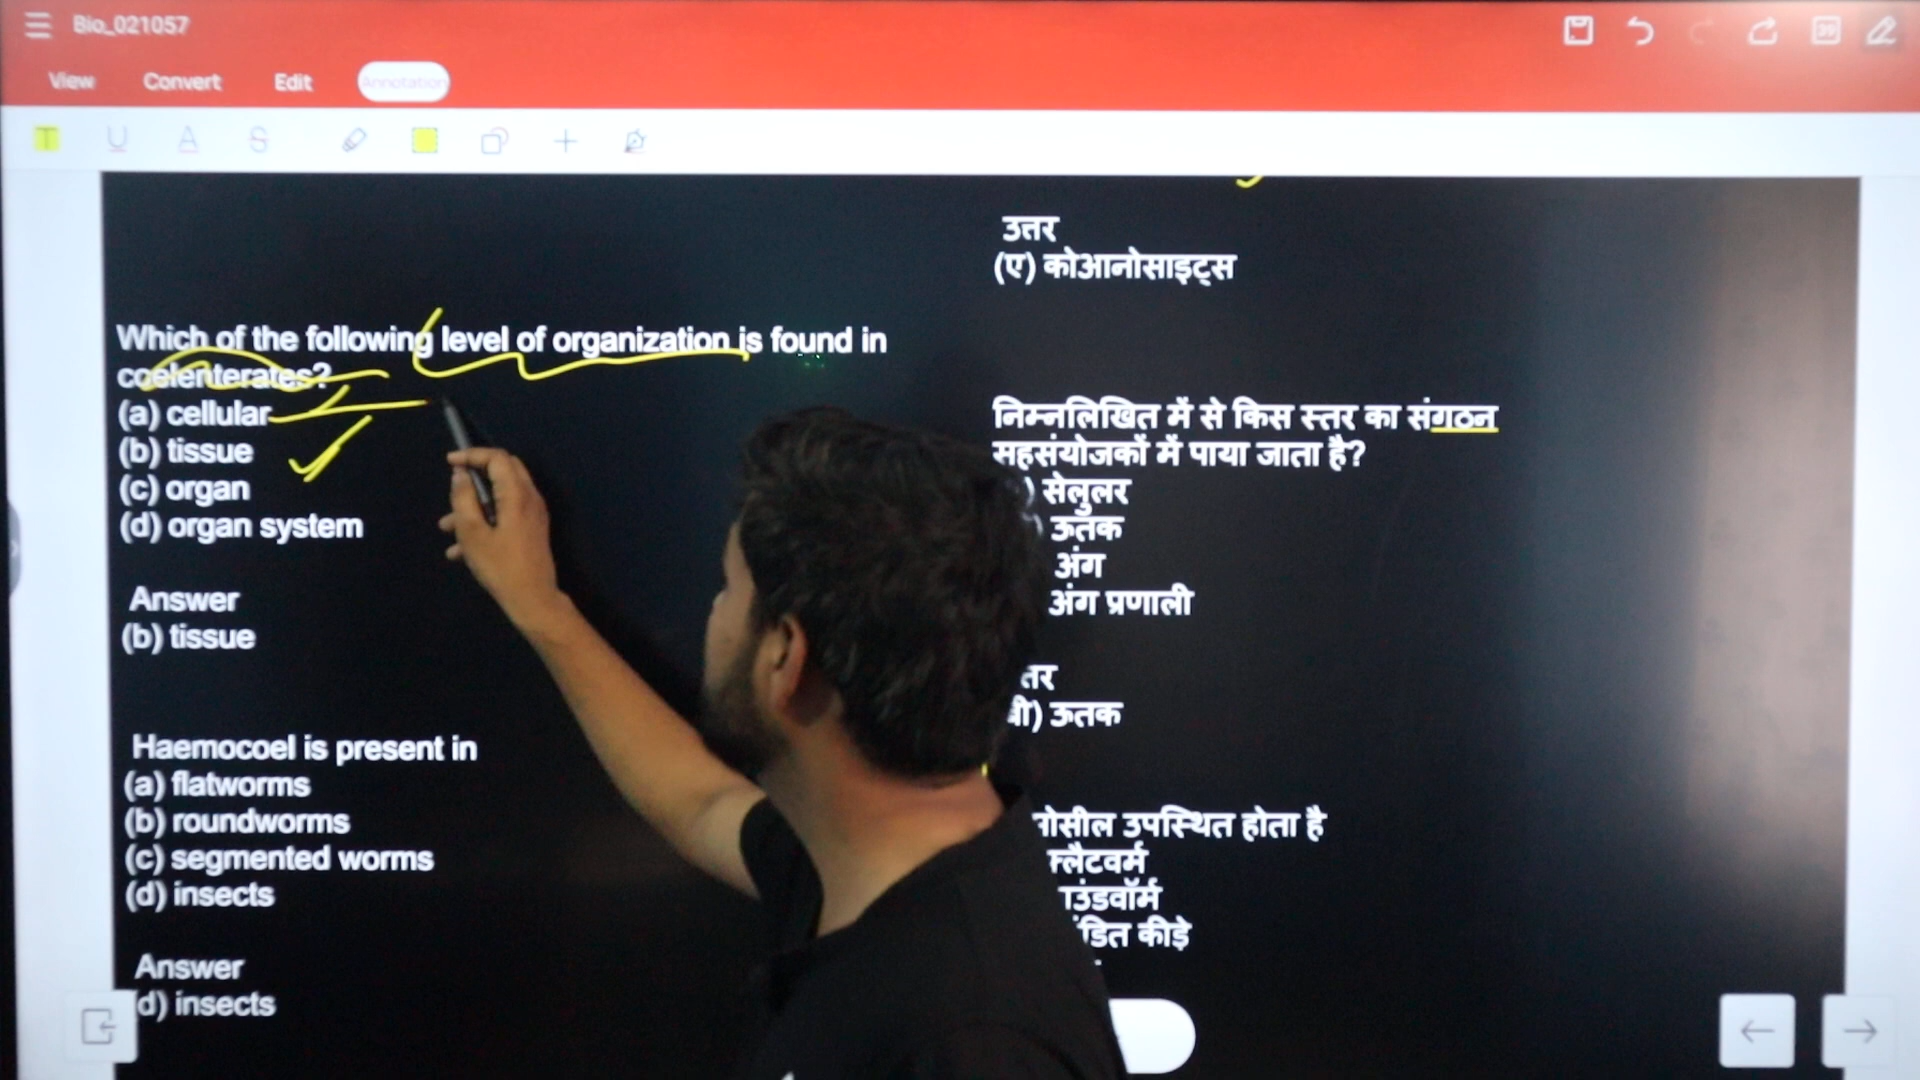 Bio_021057
39
View Convert Edit Annotation
T U A S
Which of the following level of organization is found in
coelenterates?
(a) cellular
(b) tissue
(c) organ
(d) organ system
Answer
(b) tissue
Haemocoel is present in
(a) flatworms
(b) roundworms
(c) segmented worms
(d) insects
Answer
(d) insects
उत्तर
(ए) कोआनोसाइट्स
निम्नलिखित में से किस स्तर का संगठन
सहसंयोजकों में पाया जाता है?
सेलुलर
ऊतक
अंग
अंग प्रणाली
बी) ऊतक
उपस्थित होता है
कीड़े